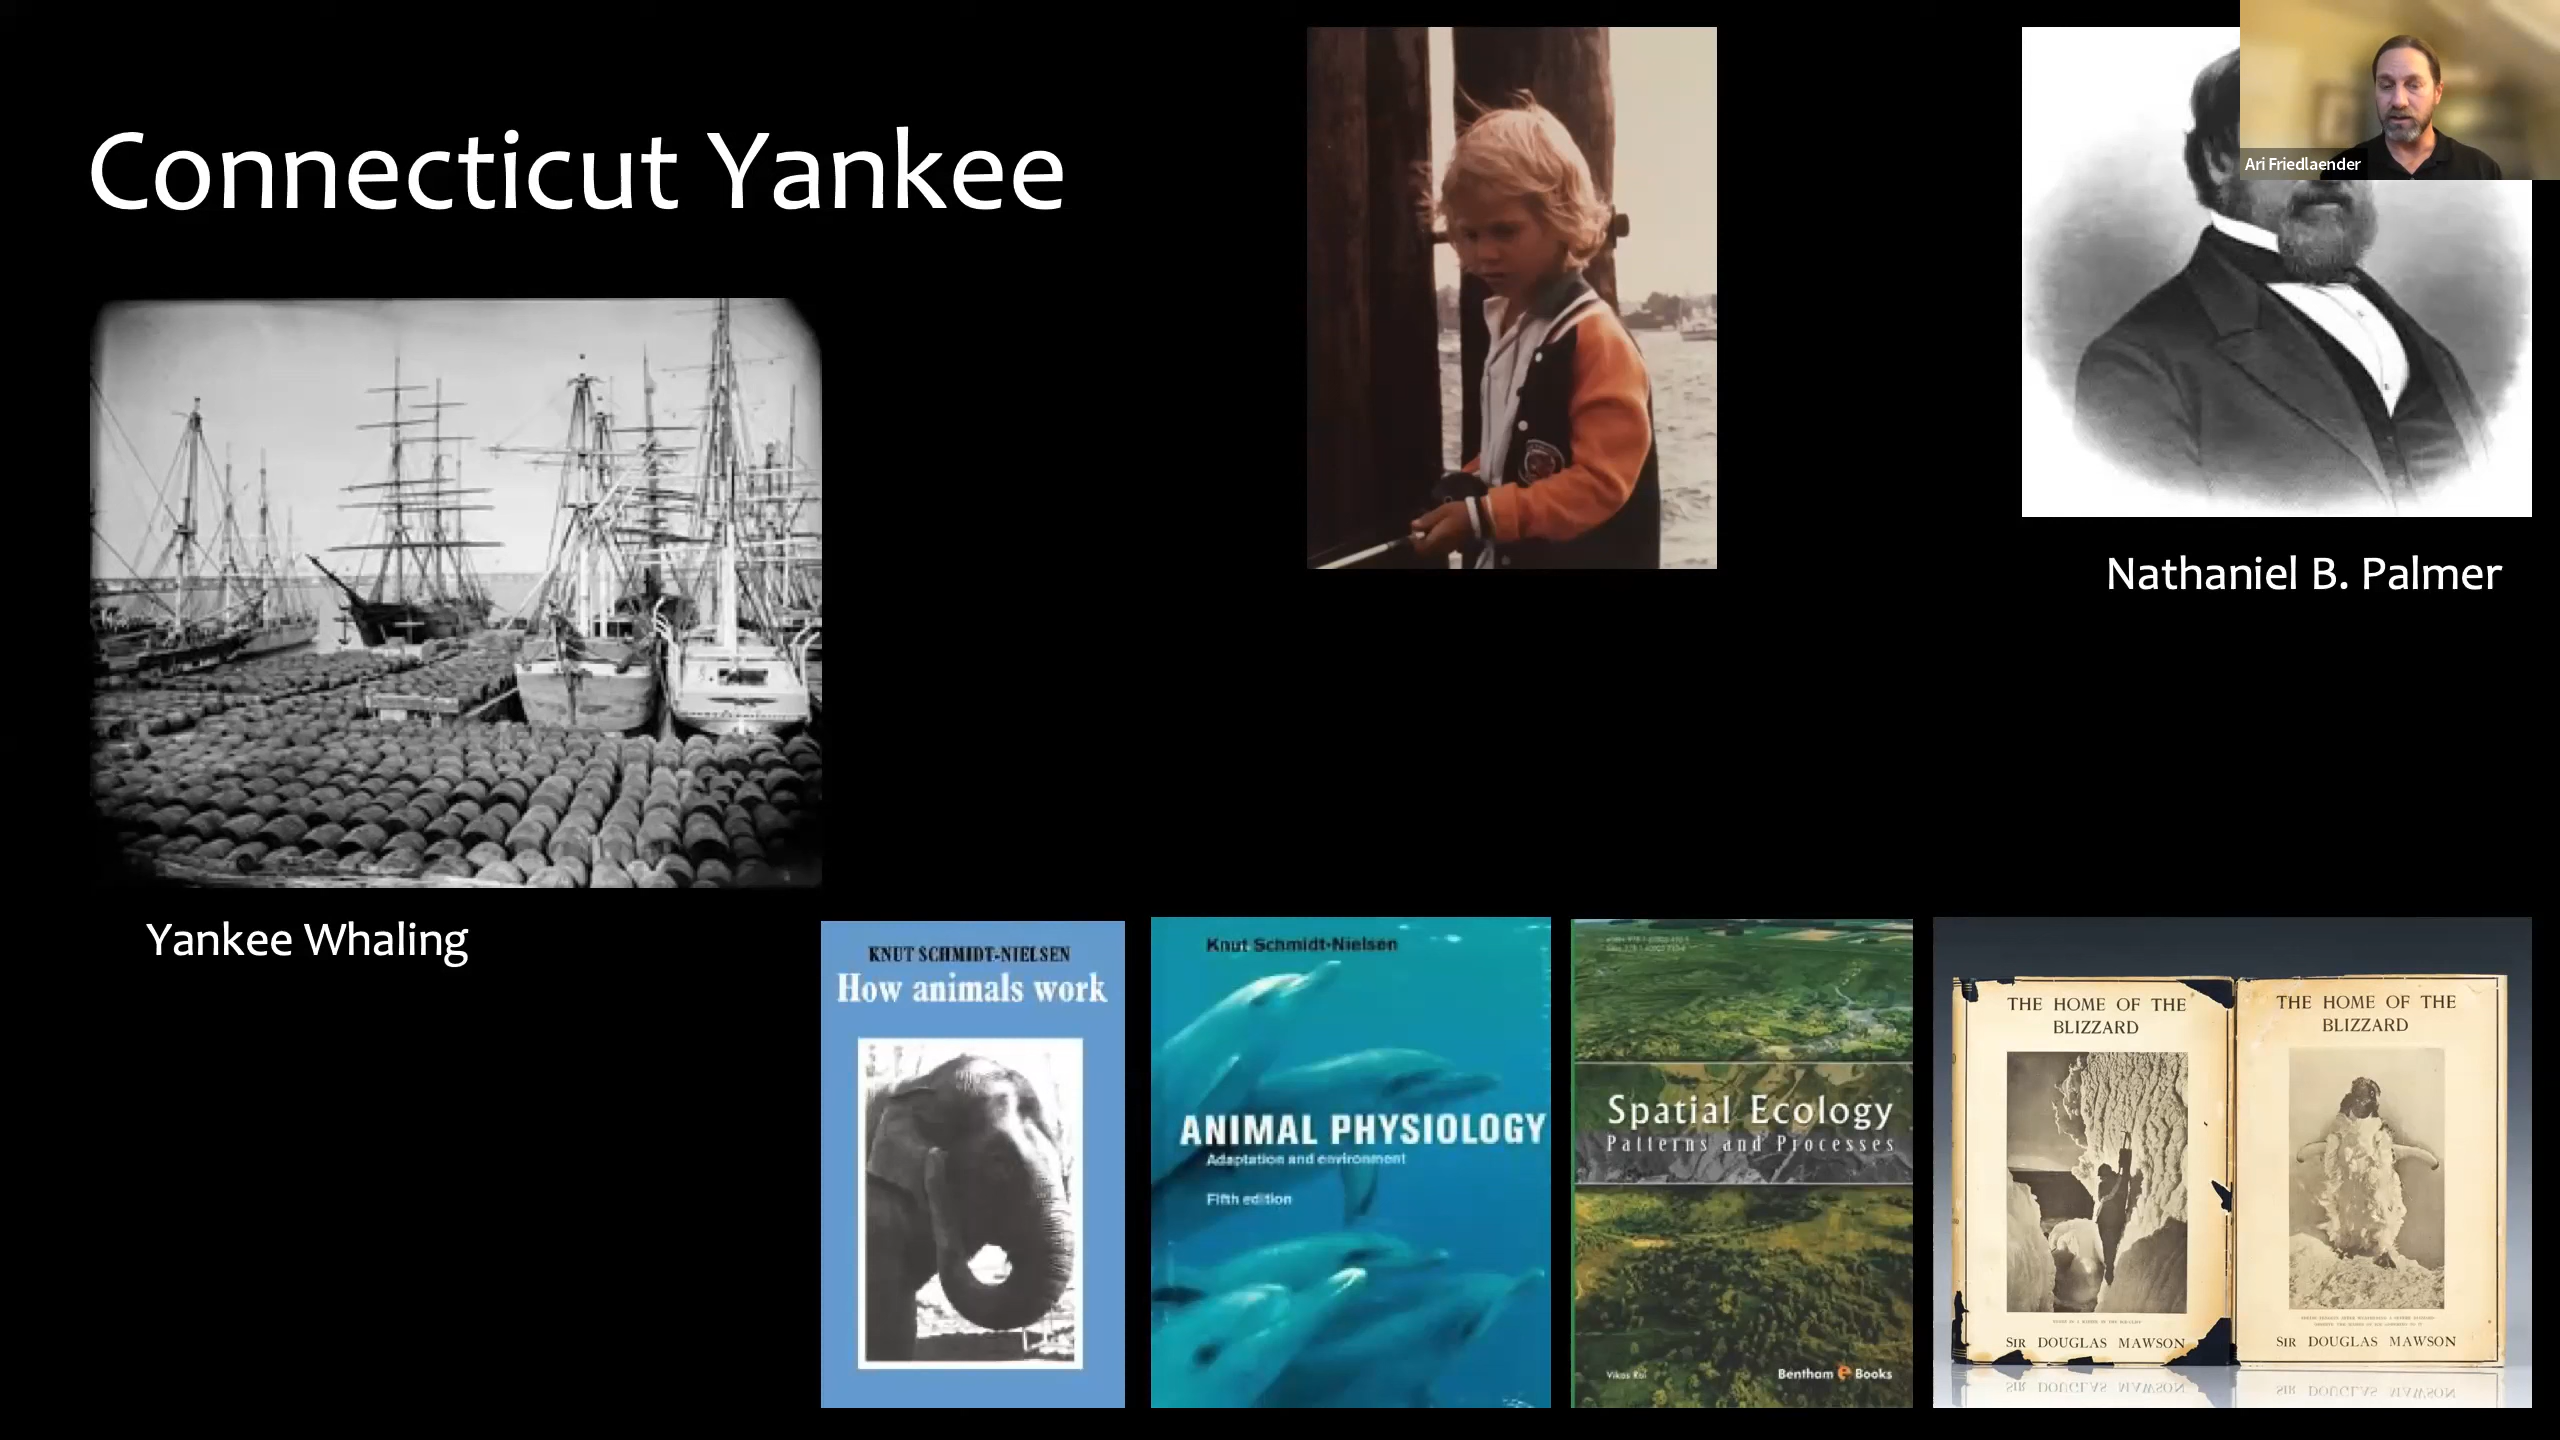 Connecticut Yankee
Ari Friedlaender
Nathaniel B. Palmer
Yankee Whaling
KNUT SCHMIDT-NIELSEN
How animals work
Knut Schmidt-Nielsen
ANIMAL PHYSIOLOGY
Adaptation and environment
Fifth edition
Spatial Ecology
Patterns and Processes
Vikas Rai
Bentham e Books
THE HOME OF THE
BLIZZARD
SIR DOUGLAS MAWSON
THE HOME OF THE
BLIZZARD
SIR DOUGLAS MAWSON